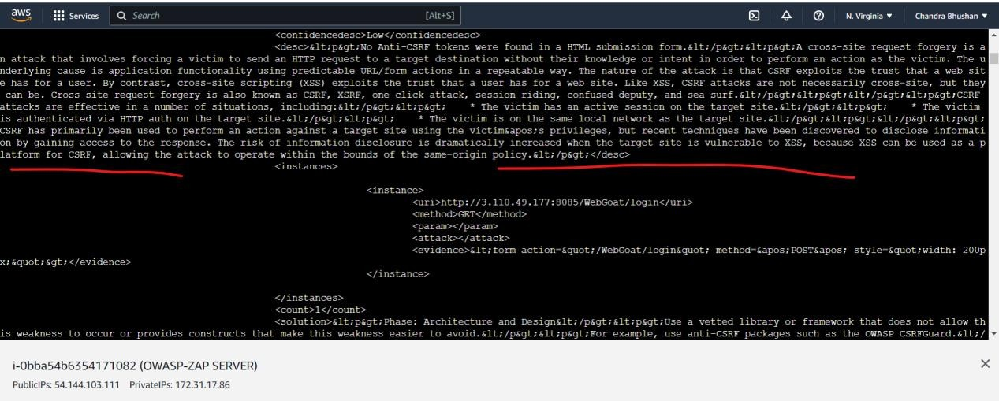 aws
Services
Search
[Alt+S]
N. Virginia
Chandra Bhushan
<confidencedesc>Low</confidencedesc>
<desc>&lt;p&gt;No Anti-CSRF tokens were found in a HTML submission form.&lt;/p&gt;&lt;p&gt;A cross-site request forgery is a
n attack that involves forcing a victim to send an HTTP request to a target destination without their knowledge or intent in order to perform an action as the victim. The u
nderlying cause is application functionality using predictable URL/form actions in a repeatable way. The nature of the attack is that CSRF exploits the trust that a web sit
e has for a user. By contrast, cross-site scripting (XSS) exploits the trust that a user has for a web site. Like XSS, CSRF attacks are not necessarily cross-site, but they
can be. Cross-site request forgery is also known as CSRF, XSRF, one-click attack, session riding, confused deputy, and sea surf.&lt;/p&gt;&lt;p&gt;&lt;/p&gt;&lt;p&gt;CSRF
attacks are effective in a number of situations, including:&lt;/p&gt;&lt;p&gt;    * The victim has an active session on the target site.&lt;/p&gt;&lt;p&gt;    * The victim
is authenticated via HTTP auth on the target site.&lt;/p&gt;&lt;p&gt;    * The victim is on the same local network as the target site.&lt;/p&gt;&lt;p&gt;&lt;/p&gt;&lt;p&gt;
CSRF has primarily been used to perform an action against a target site using the victim&apos;s privileges, but recent techniques have been discovered to disclose informati
on by gaining access to the response. The risk of information disclosure is dramatically increased when the target site is vulnerable to XSS, because XSS can be used as a p
latform for CSRF, allowing the attack to operate within the bounds of the same-origin policy.&lt;/p&gt;</desc>
<instances>
<instance>
<uri>http://3.110.49.177:8085/WebGoat/login</uri>
<method>GET</method>
<param></param>
<attack></attack>
<evidence>&lt;form action=&quot;/WebGoat/login&quot; method=&apos;POST&apos; style=&quot;width: 200p
x;&quot;&gt;</evidence>
</instance>
</instances>
<count>1</count>
<solution>&lt;p&gt;Phase: Architecture and Design&lt;/p&gt;&lt;p&gt;Use a vetted library or framework that does not allow th
is weakness to occur or provides constructs that make this weakness easier to avoid.&lt;/p&gt;&lt;p&gt;For example, use anti-CSRF packages such as the OWASP CSRFGuard.&lt;/
i-0bba54b6354171082 (OWASP-ZAP SERVER)
PublicIPs: 54.144.103.111 PrivateIPs: 172.31.17.86